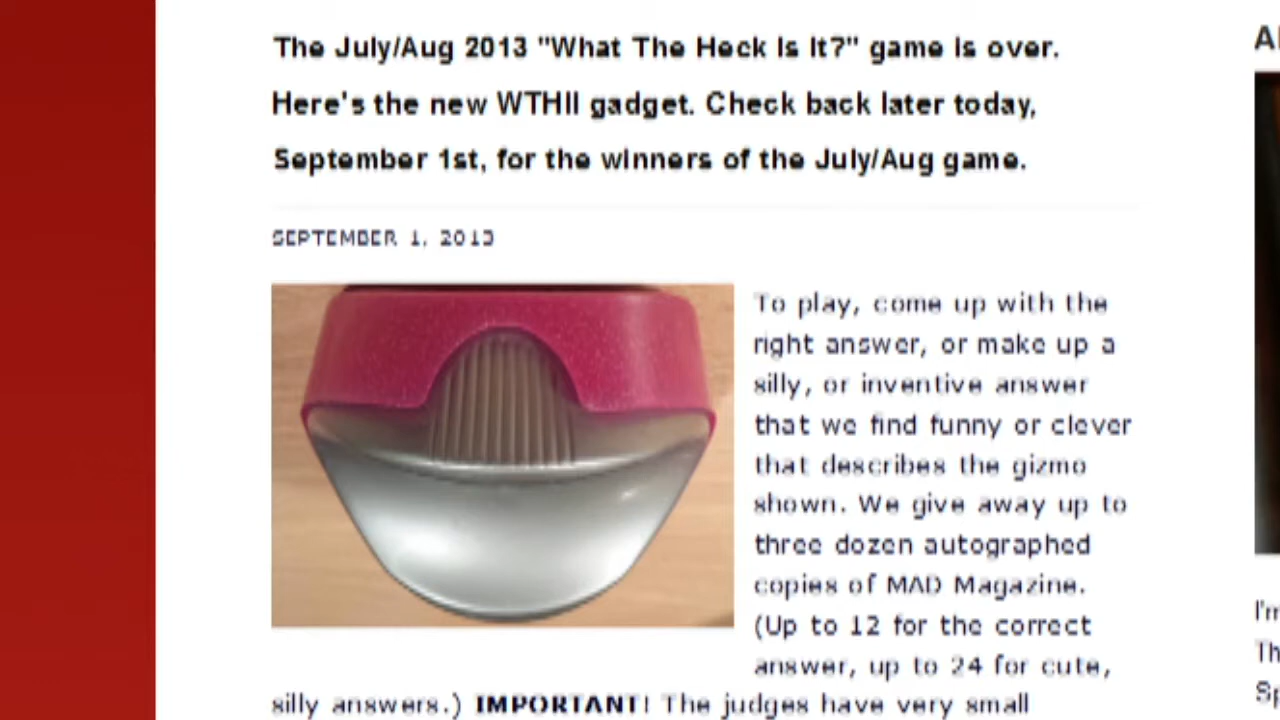 The July/Aug 2013 "What The Heck Is It?" game is over.
Here's the new WTHII gadget. Check back later today,
September 1st, for the winners of the July/Aug game.
SEPTEMBER 1, 2013
To play, come up with the
right answer, or make up a
silly, or inventive answer
that we find funny or clever
that describes the gizmo
shown. We give away up to
three dozen autographed
copies of MAD Magazine.
(Up to 12 for the correct
answer, up to 24 for cute,
silly answers.) IMPORTANT! The judges have very small
I'm